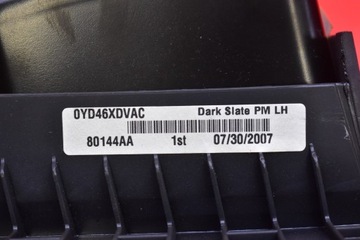 0YD46XDVAC Dark Slate PM LH
80144AA 1st 07/30/2007